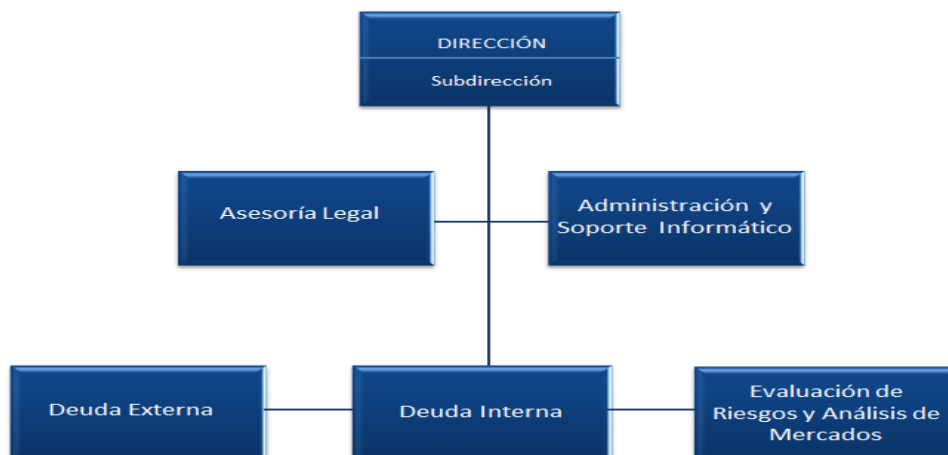 DIRECCIÓN
Subdirección
Asesoría Legal
Administración y
Soporte Informático
Deuda Externa
Deuda Interna
Evaluación de
Riesgos y Análisis de
Mercados